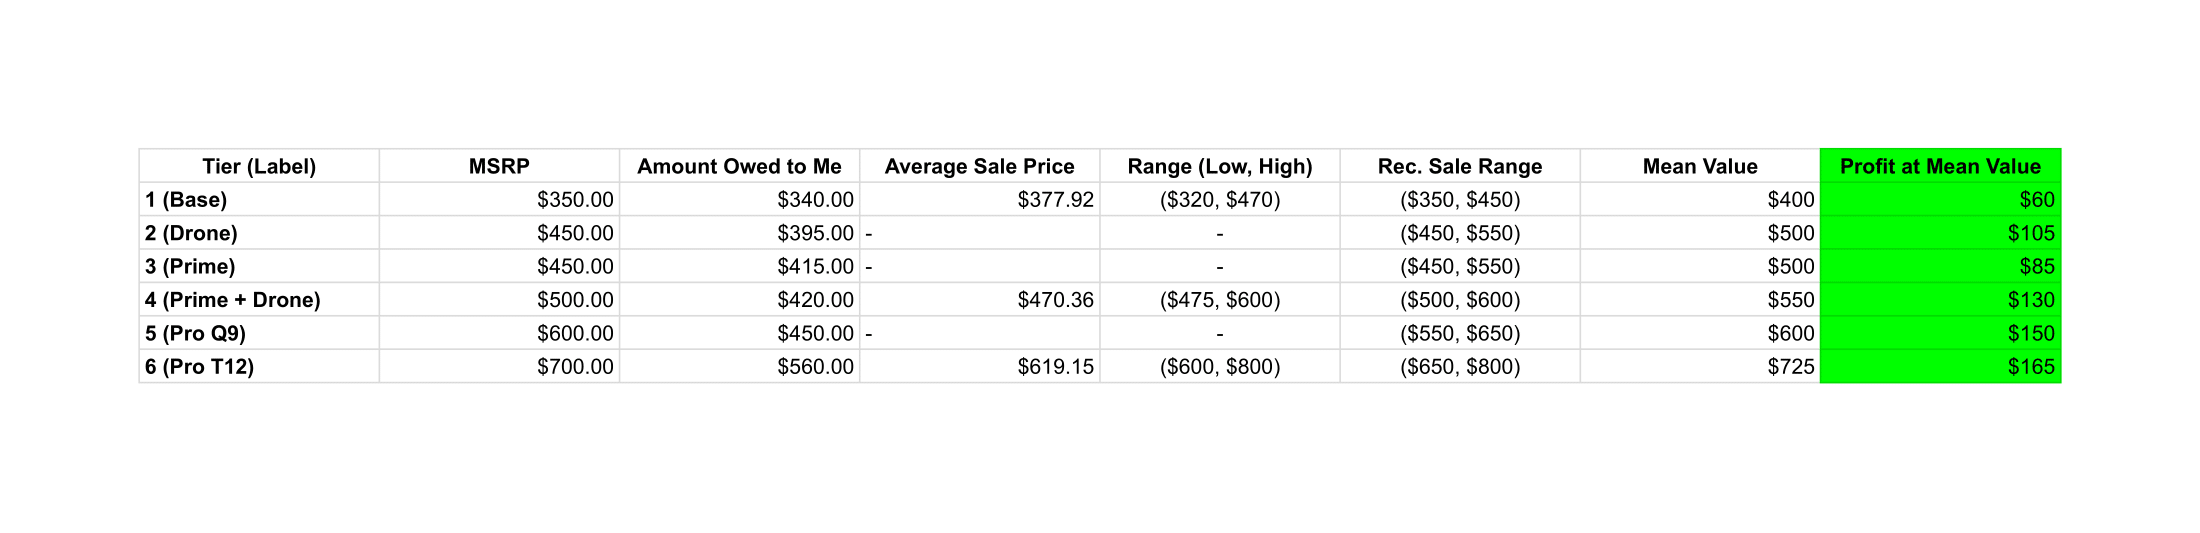 Tier (Label) MSRP Amount Owed to Me Average Sale Price Range (Low, High) Rec. Sale Range Mean Value Profit at Mean Value
1 (Base) $350.00 $340.00 $377.92 ($320, $470) ($350, $450) $400 $60
2 (Drone) $450.00 $395.00 - - ($450, $550) $500 $105
3 (Prime) $450.00 $415.00 - - ($450, $550) $500 $85
4 (Prime + Drone) $500.00 $420.00 $470.36 ($475, $600) ($500, $600) $550 $130
5 (Pro Q9) $600.00 $450.00 - - ($550, $650) $600 $150
6 (Pro T12) $700.00 $560.00 $619.15 ($600, $800) ($650, $800) $725 $165